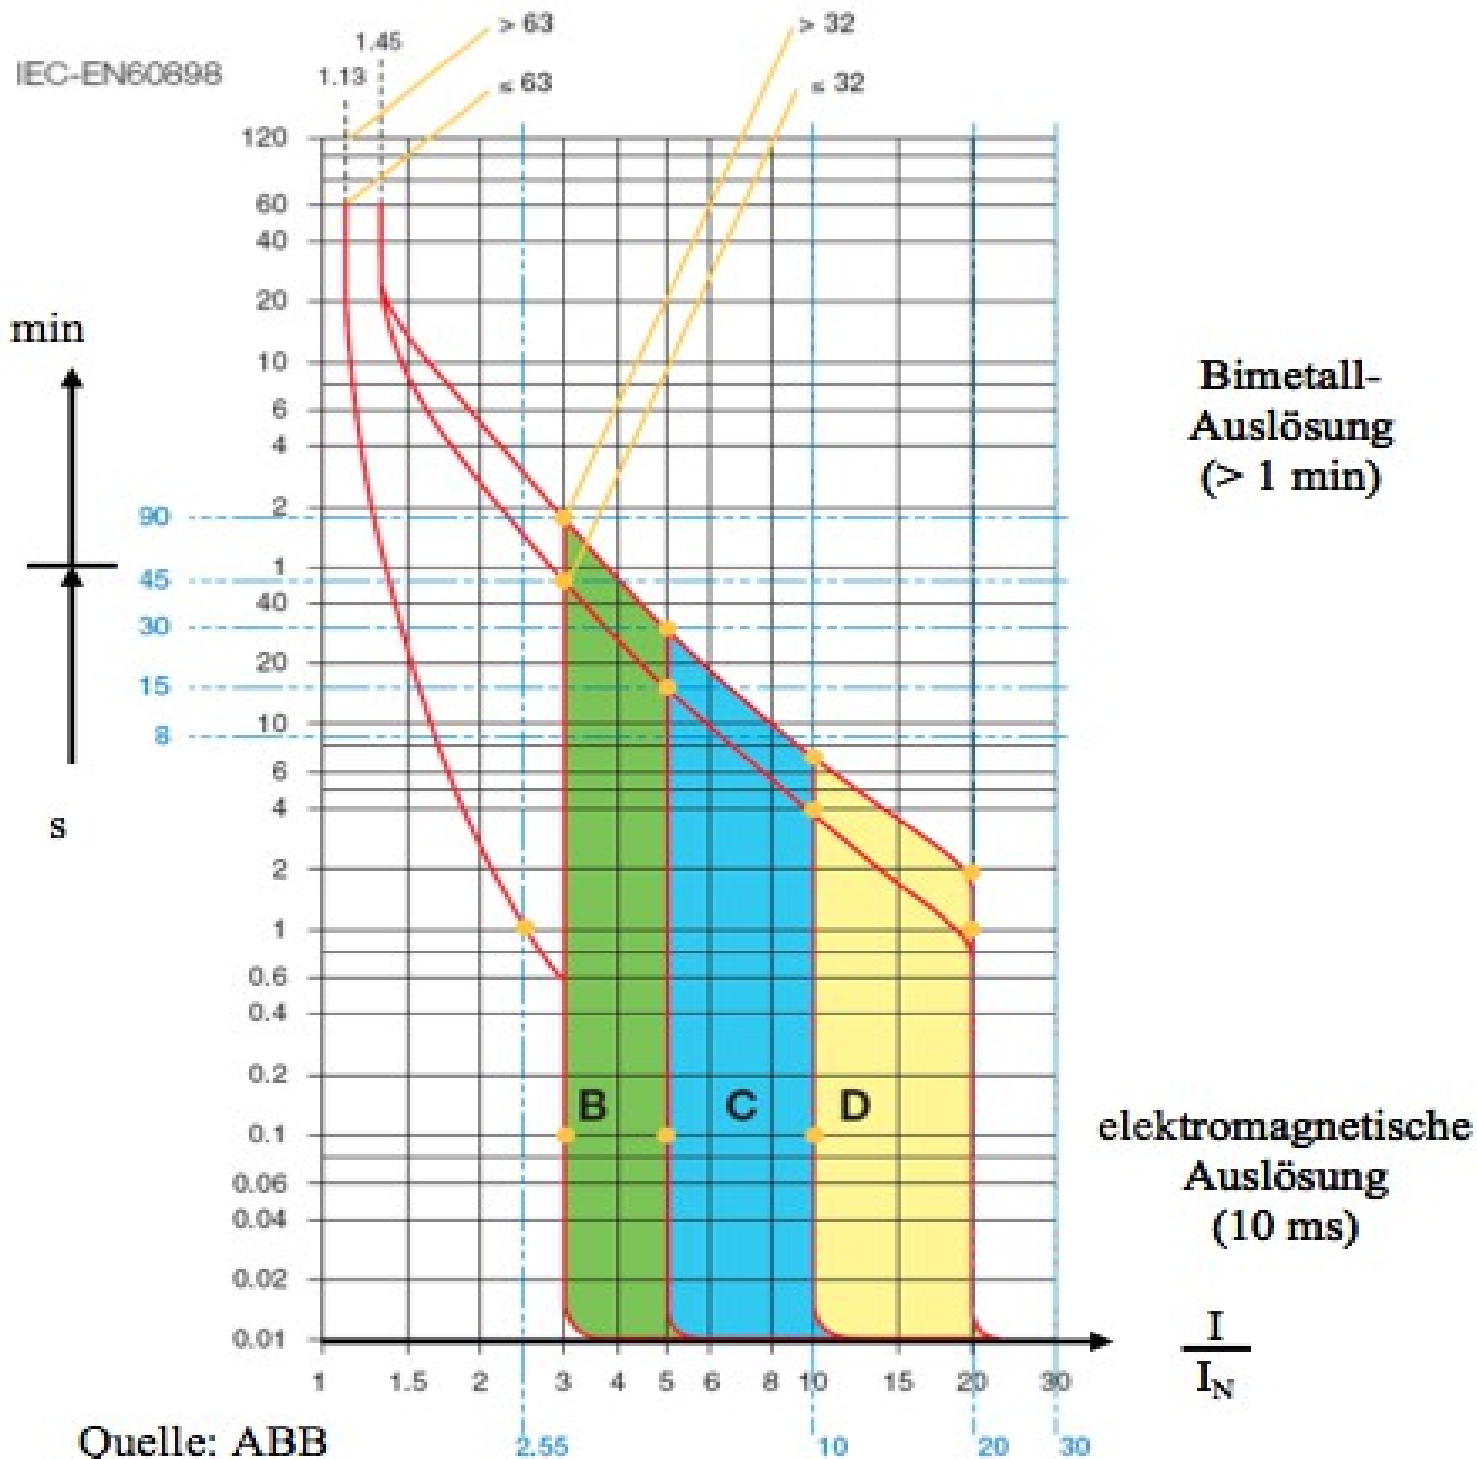 > 63
> 32
1.45
IEC-EN60898
1.13
≤ 63
≤ 32
120
60
40
20
min
10
Bimetall-
Auslösung
(> 1 min)
6
4
2
90
1
45
40
30
20
15
10
8
6
4
s
2
1
0.6
0.4
0.2
B
C
D
0.1
elektromagnetische
Auslösung
(10 ms)
0.06
0.04
0.02
0.01
I
I_N
1 1.5 2 3 4 5 6 8 10 15 20 30
Quelle: ABB
2.55 10 20 30